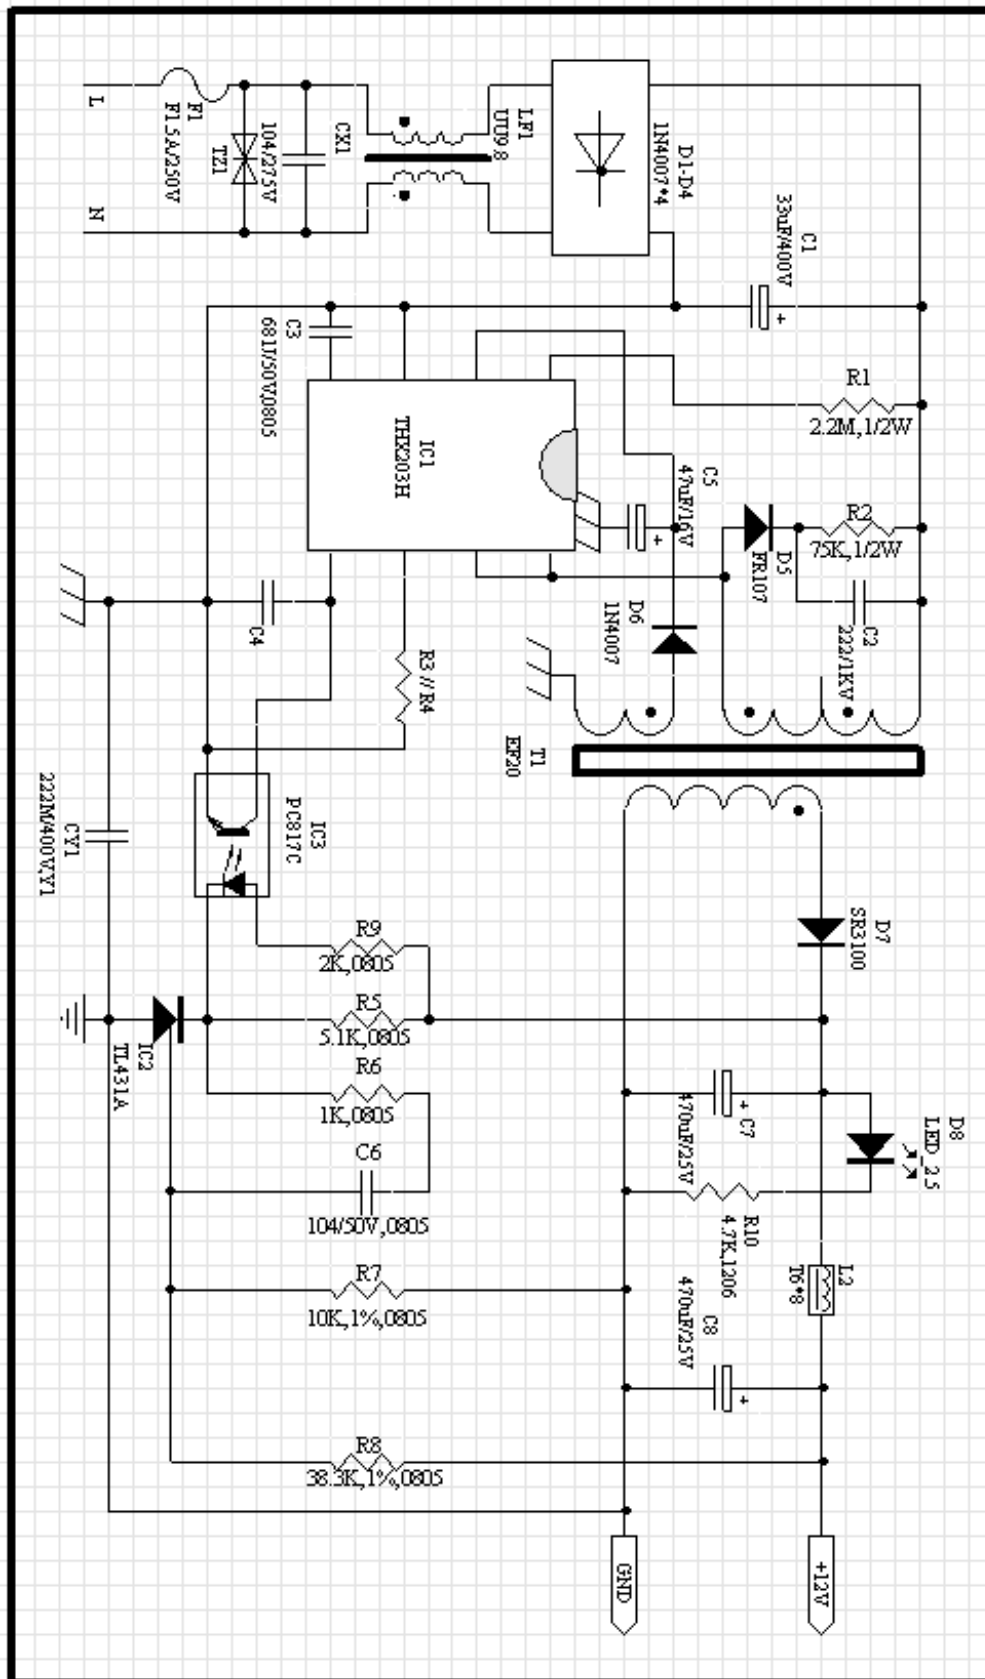 L
F1
F1.5A/250V
N
TZ1
104/275V
CX1
LF1
UU9.8
D1-D4
1N4007*4
C1
33uF/400V
+
C3
681J/50V,0805
IC1
THX203H
R1
2.2M,1/2W
C5
47uF/16V
+
R2
75K,1/2W
D5
FR107
C2
222/1KV
D6
1N4007
C4
R3 // R4
T1
EF20
CY1
222M/400V,Y1
IC3
PC817C
D7
SR3100
R9
2K,0805
R5
5.1K,0805
IC2
TL431A
R6
1K,0805
C6
104/50V,0805
+
C7
470uF/25V
D8
LED_2.5
R10
4.7K,1206
L2
T6*8
R7
10K,1%,0805
C8
470uF/25V
+
R8
38.3K,1%,0805
GND
+12V